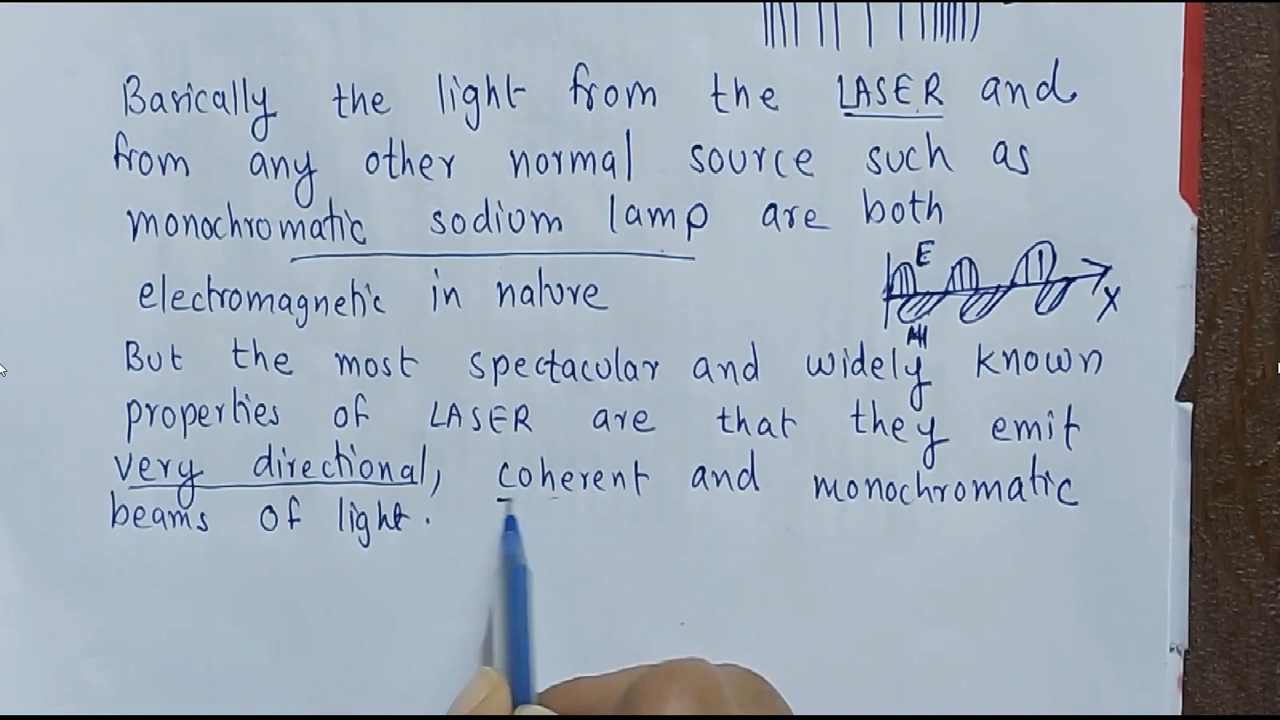 Basically the light from the LASER and
from any other normal source such as
monochromatic sodium lamp are both
E
electromagnetic in nature
X
But the most spectacular and widely known
properties of LASER are that they emit
very directional, coherent and monochromatic
beams of light.